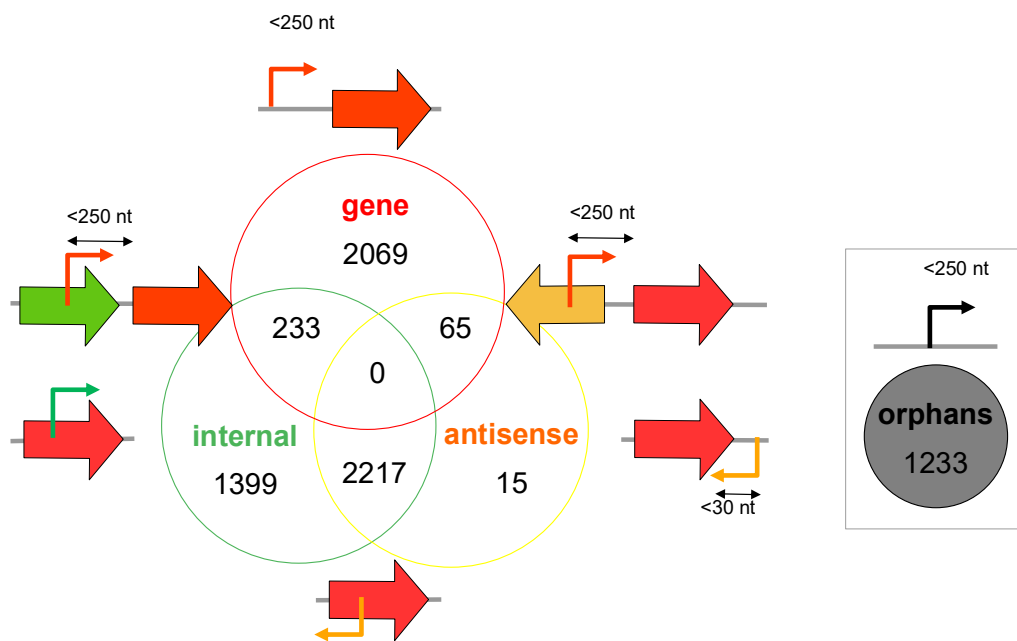 <250 nt
gene
2069
<250 nt
<250 nt
233
65
0
internal
1399
antisense
15
2217
<30 nt
<250 nt
orphans
1233